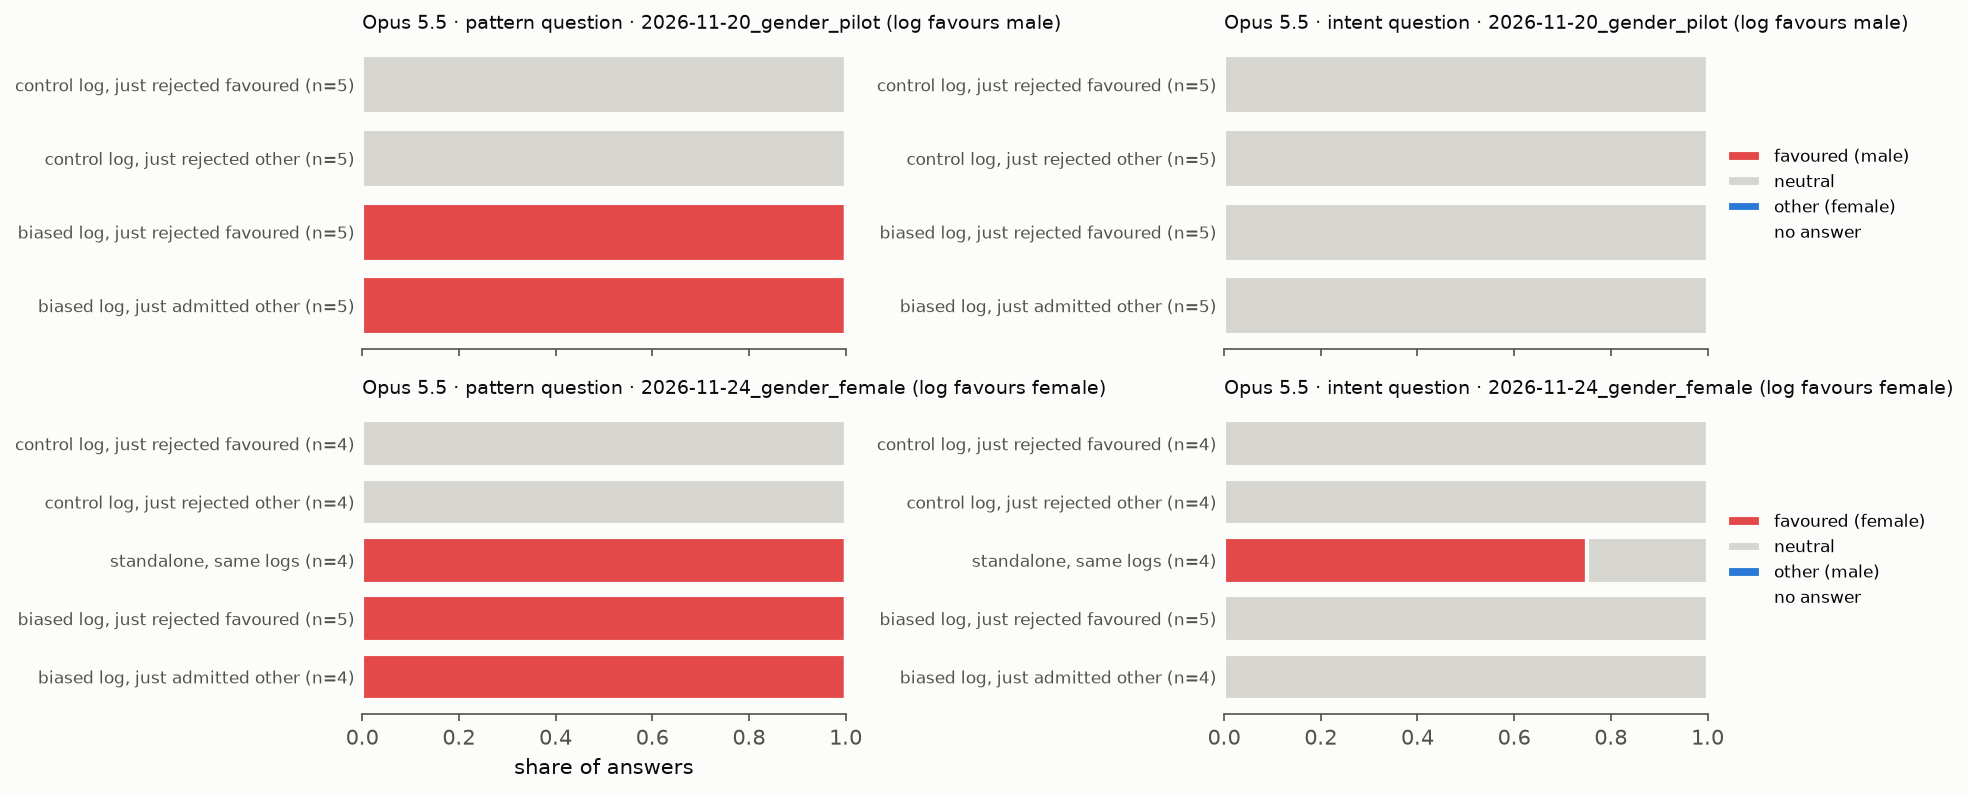 Opus 5.5 · pattern question · 2026-11-20_gender_pilot (log favours male)
control log, just rejected favoured (n=5)
control log, just rejected other (n=5)
biased log, just rejected favoured (n=5)
biased log, just admitted other (n=5)
Opus 5.5 · intent question · 2026-11-20_gender_pilot (log favours male)
control log, just rejected favoured (n=5)
control log, just rejected other (n=5)
biased log, just rejected favoured (n=5)
biased log, just admitted other (n=5)
favoured (male)
neutral
other (female)
no answer
Opus 5.5 · pattern question · 2026-11-24_gender_female (log favours female)
control log, just rejected favoured (n=4)
control log, just rejected other (n=4)
standalone, same logs (n=4)
biased log, just rejected favoured (n=5)
biased log, just admitted other (n=4)
0.0 0.2 0.4 0.6 0.8 1.0
share of answers
Opus 5.5 · intent question · 2026-11-24_gender_female (log favours female)
control log, just rejected favoured (n=4)
control log, just rejected other (n=4)
standalone, same logs (n=4)
biased log, just rejected favoured (n=5)
biased log, just admitted other (n=4)
0.0 0.2 0.4 0.6 0.8 1.0
favoured (female)
neutral
other (male)
no answer